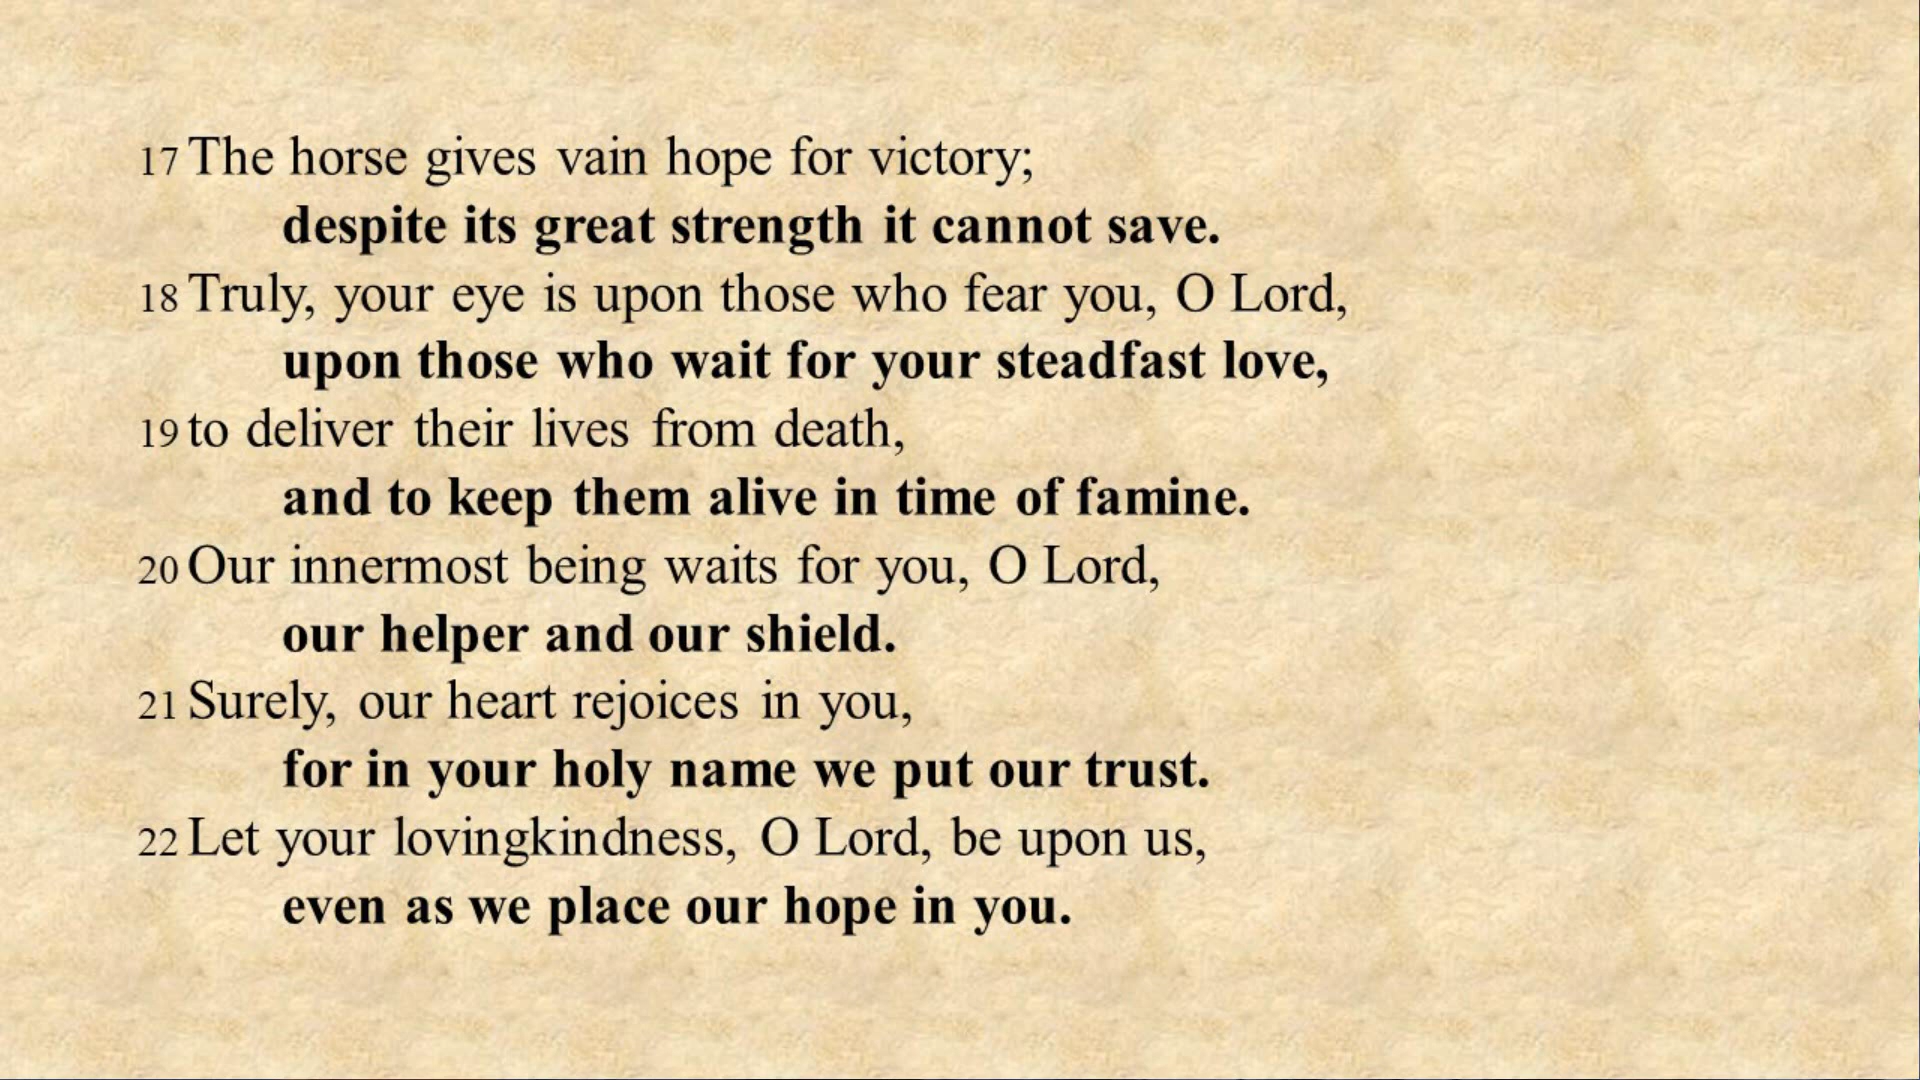 17 The horse gives vain hope for victory;
despite its great strength it cannot save.
18 Truly, your eye is upon those who fear you, O Lord,
upon those who wait for your steadfast love,
19 to deliver their lives from death,
and to keep them alive in time of famine.
20 Our innermost being waits for you, O Lord,
our helper and our shield.
21 Surely, our heart rejoices in you,
for in your holy name we put our trust.
22 Let your lovingkindness, O Lord, be upon us,
even as we place our hope in you.